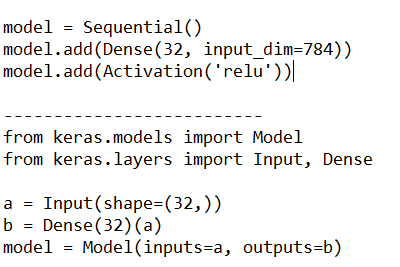 model = Sequential()
model.add(Dense(32, input_dim=784))
model.add(Activation('relu'))
--------------------------
from keras.models import Model
from keras.layers import Input, Dense
a = Input(shape=(32,))
b = Dense(32)(a)
model = Model(inputs=a, outputs=b)